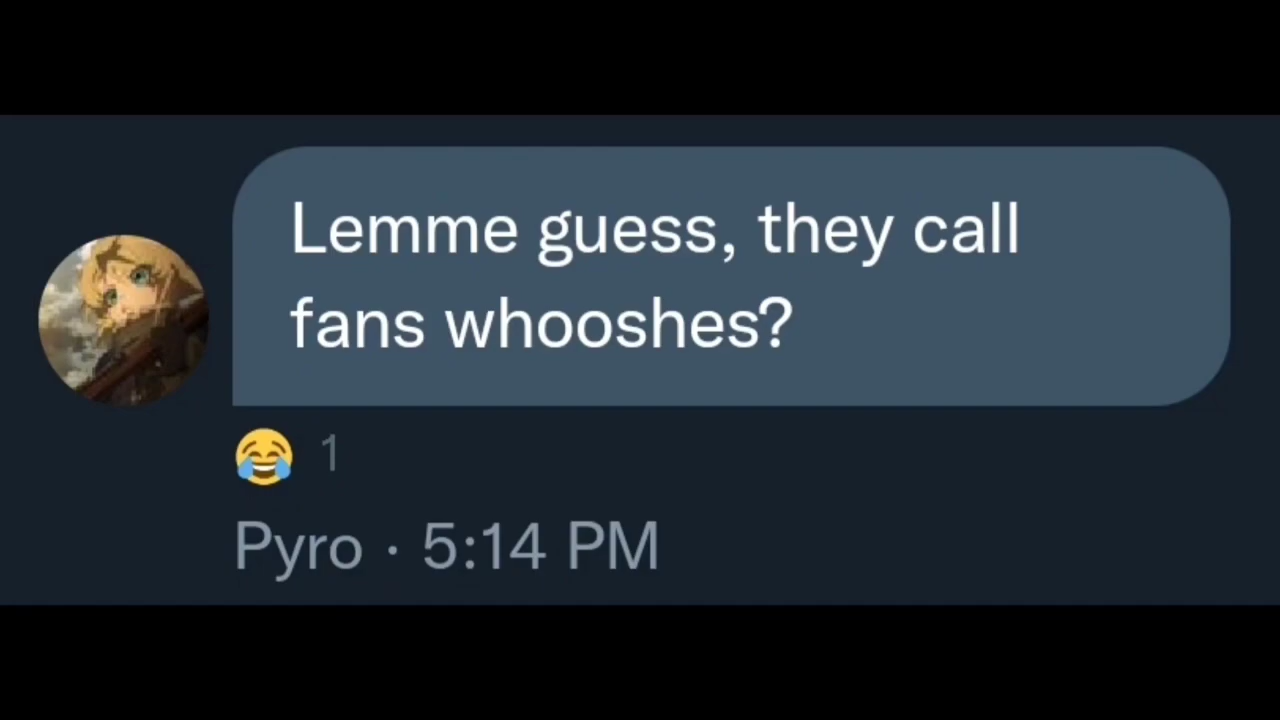 Lemme guess, they call
fans whooshes?
😂 1
Pyro · 5:14 PM